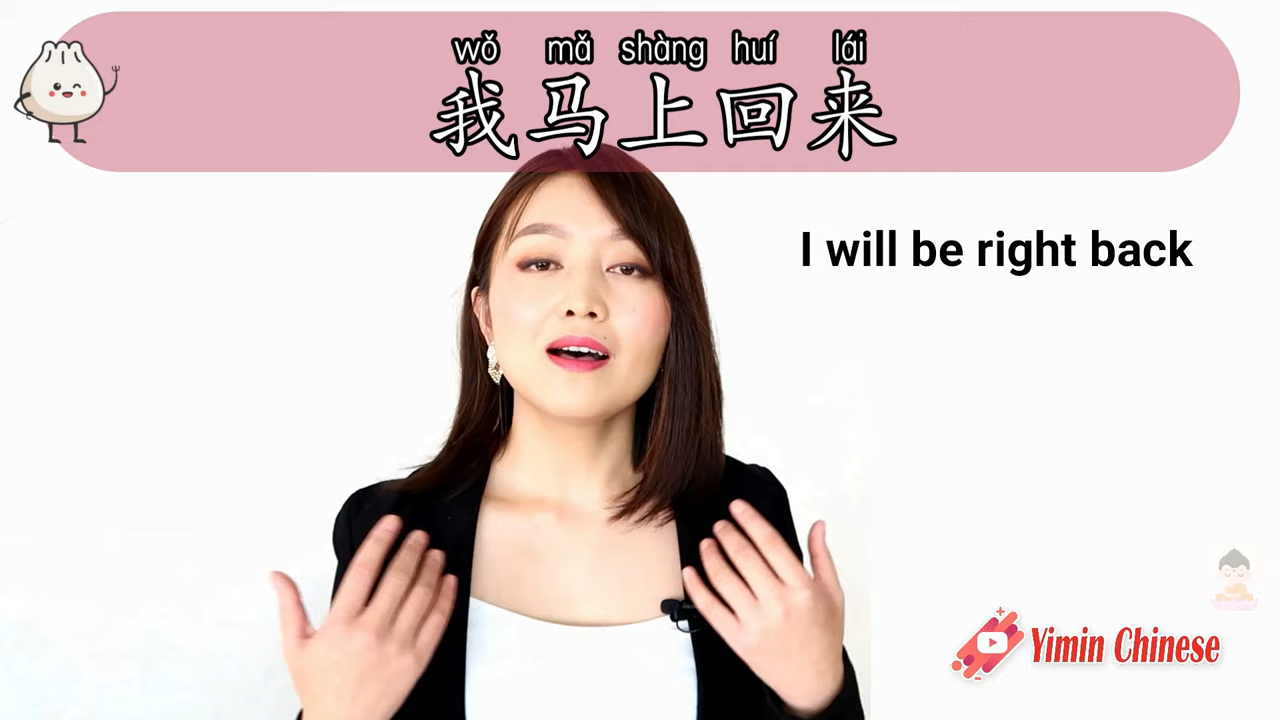 wǒ mǎ shàng huí lái
我马上回来
I will be right back
Yimin Chinese